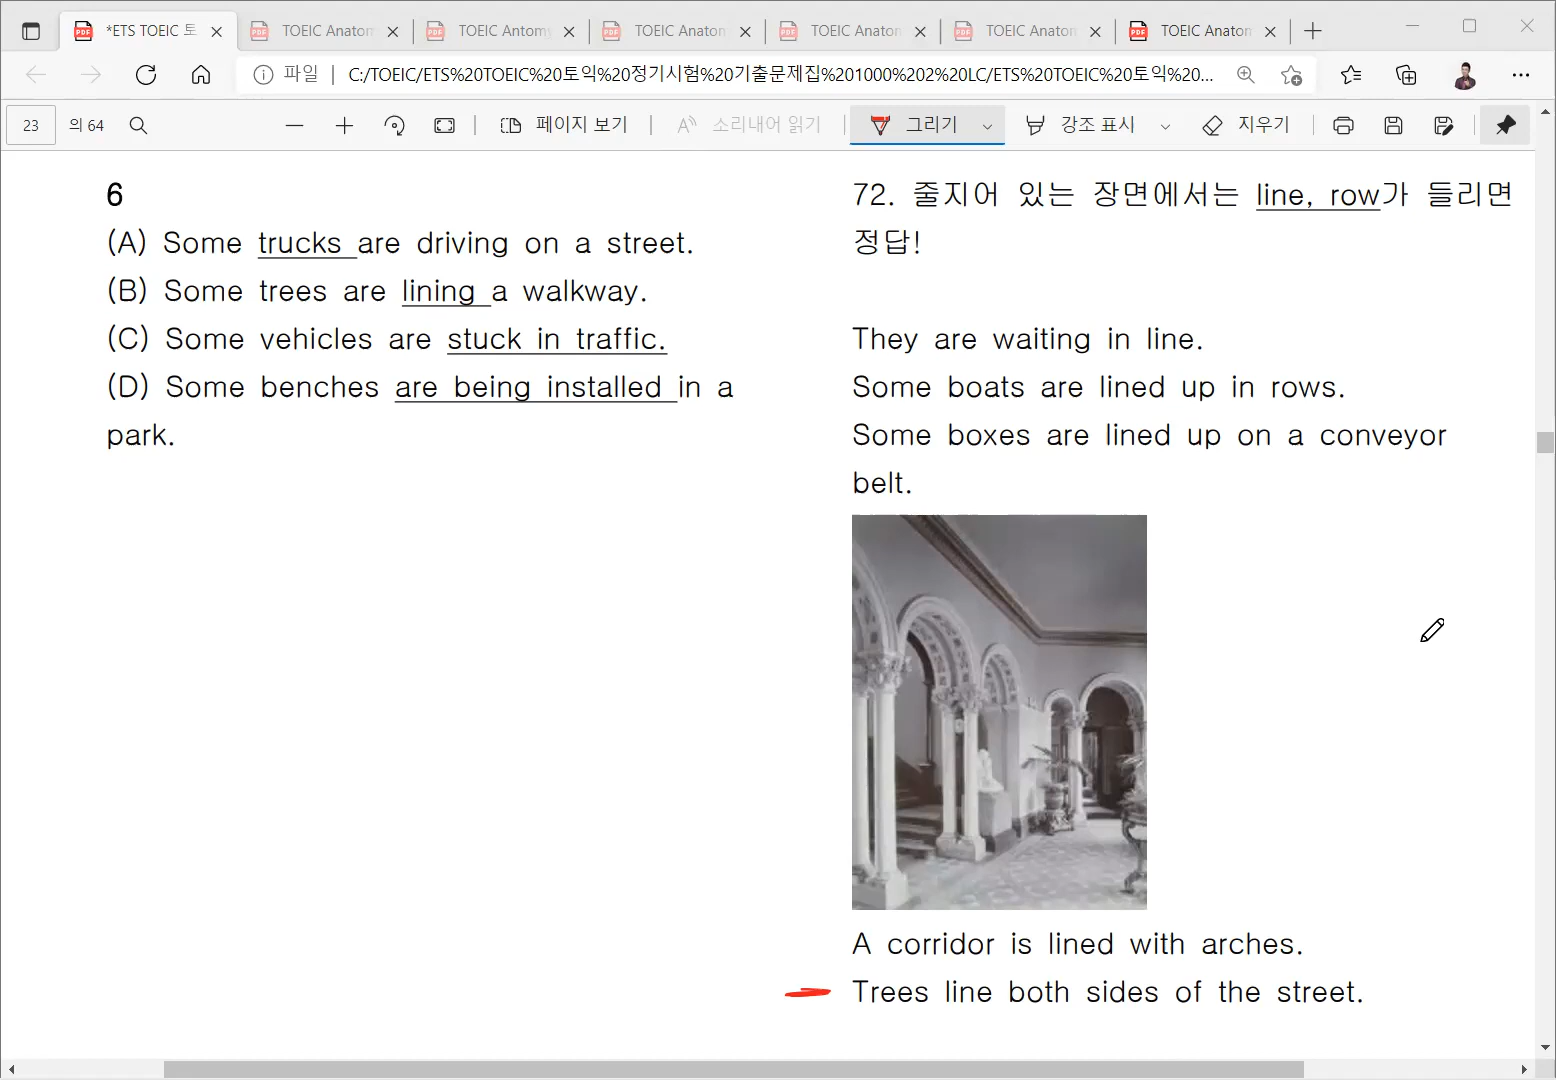 *ETS TOEIC 토
TOEIC Anatom
TOEIC Antoms
TOEIC Anaton
TOEIC Anaton
TOEIC Anaton
TOEIC Anaton
파일
C:/TOEIC/ETS%20TOEIC%20토익%20정기시험%20기출문제집%201000%202%20LC/ETS%20TOEIC%20토익%20...
23 의 64
페이지 보기
소리내어 읽기
그리기
강조 표시
지우기
6
(A) Some trucks are driving on a street.
(B) Some trees are lining a walkway.
(C) Some vehicles are stuck in traffic.
(D) Some benches are being installed in a
park.
72. 줄지어 있는 장면에서는 line, row가 들리면
정답!
They are waiting in line.
Some boats are lined up in rows.
Some boxes are lined up on a conveyor
belt.
A corridor is lined with arches.
Trees line both sides of the street.